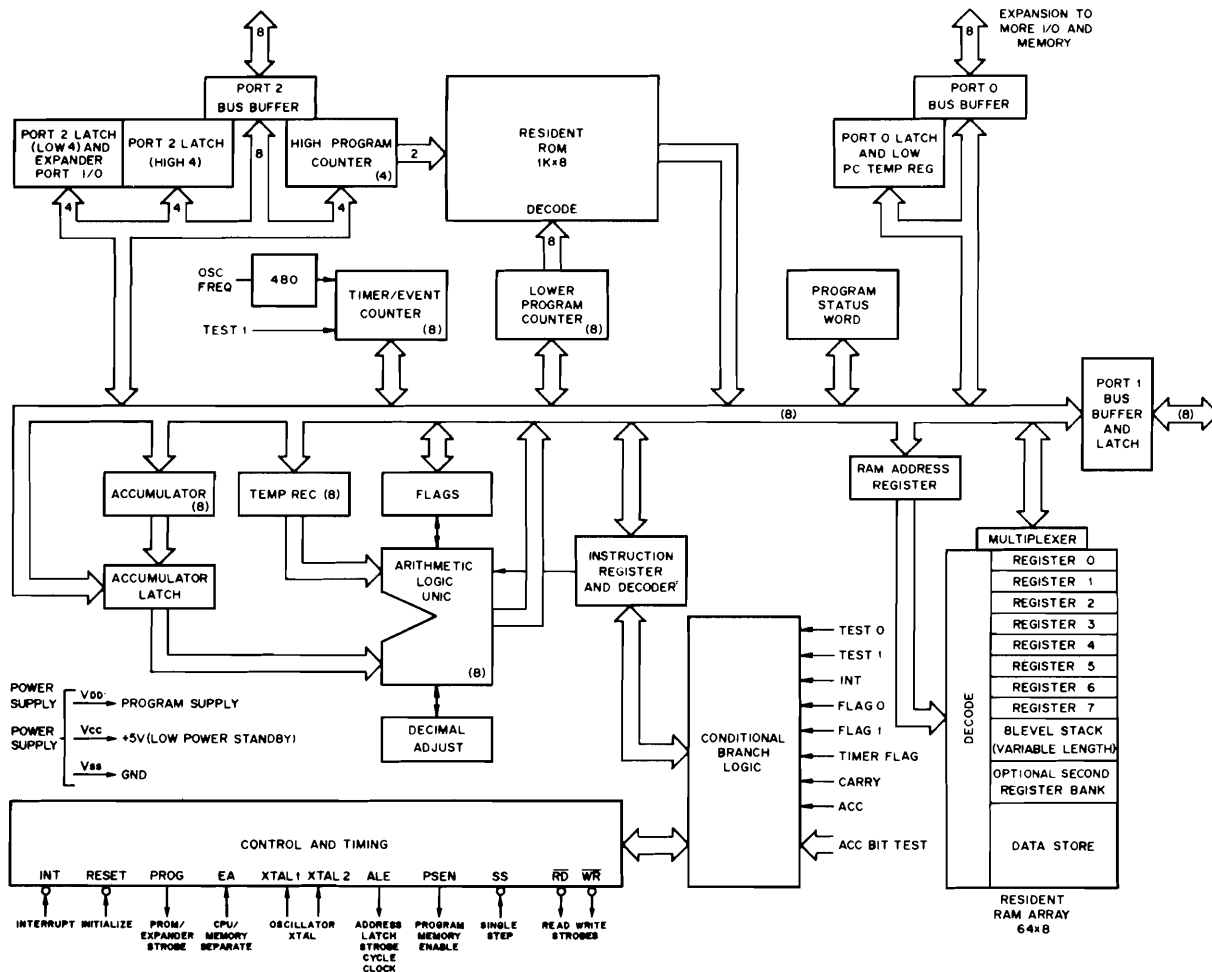 8
PORT 2
BUS BUFFER
PORT 2 LATCH
(LOW 4) AND
EXPANDER
PORT I/O
PORT 2 LATCH
(HIGH 4)
8
HIGH PROGRAM
COUNTER
(4)
2
4
4
4
RESIDENT
ROM
1K×8
DECODE
8
8
EXPANSION TO
MORE I/O AND
MEMORY
PORT 0
BUS BUFFER
PORT 0 LATCH
AND LOW
PC TEMP REG
OSC
FREQ
480
TEST 1
TIMER/EVENT
COUNTER
(8)
LOWER
PROGRAM
COUNTER
(8)
PROGRAM
STATUS
WORD
(8)
PORT 1
BUS
BUFFER
AND
LATCH
(8)
ACCUMULATOR
(8)
TEMP REC (8)
FLAGS
RAM ADDRESS
REGISTER
ACCUMULATOR
LATCH
ARITHMETIC
LOGIC
UNIC
(8)
DECIMAL
ADJUST
INSTRUCTION
REGISTER
AND DECODER
MULTIPLEXER
DECODE
REGISTER 0
REGISTER 1
REGISTER 2
REGISTER 3
REGISTER 4
REGISTER 5
REGISTER 6
REGISTER 7
8LEVEL STACK
(VARIABLE LENGTH)
OPTIONAL SECOND
REGISTER BANK
DATA STORE
RESIDENT
RAM ARRAY
64×8
CONDITIONAL
BRANCH
LOGIC
TEST 0
TEST 1
INT
FLAG 0
FLAG 1
TIMER FLAG
CARRY
ACC
ACC BIT TEST
POWER
SUPPLY
VDD
PROGRAM SUPPLY
POWER
SUPPLY
Vcc
+5V(LOW POWER STANDBY)
Vss
GND
CONTROL AND TIMING
INT RESET PROG EA XTAL 1 XTAL 2 ALE PSEN SS RD WR
INTERRUPT
INITIALIZE
PROM/
EXPANDER
STROBE
CPU/
MEMORY
SEPARATE
OSCILLATOR
XTAL
ADDRESS
LATCH
STROBE
CYCLE
CLOCK
PROGRAM
MEMORY
ENABLE
SINGLE
STEP
READ WRITE
STROBES